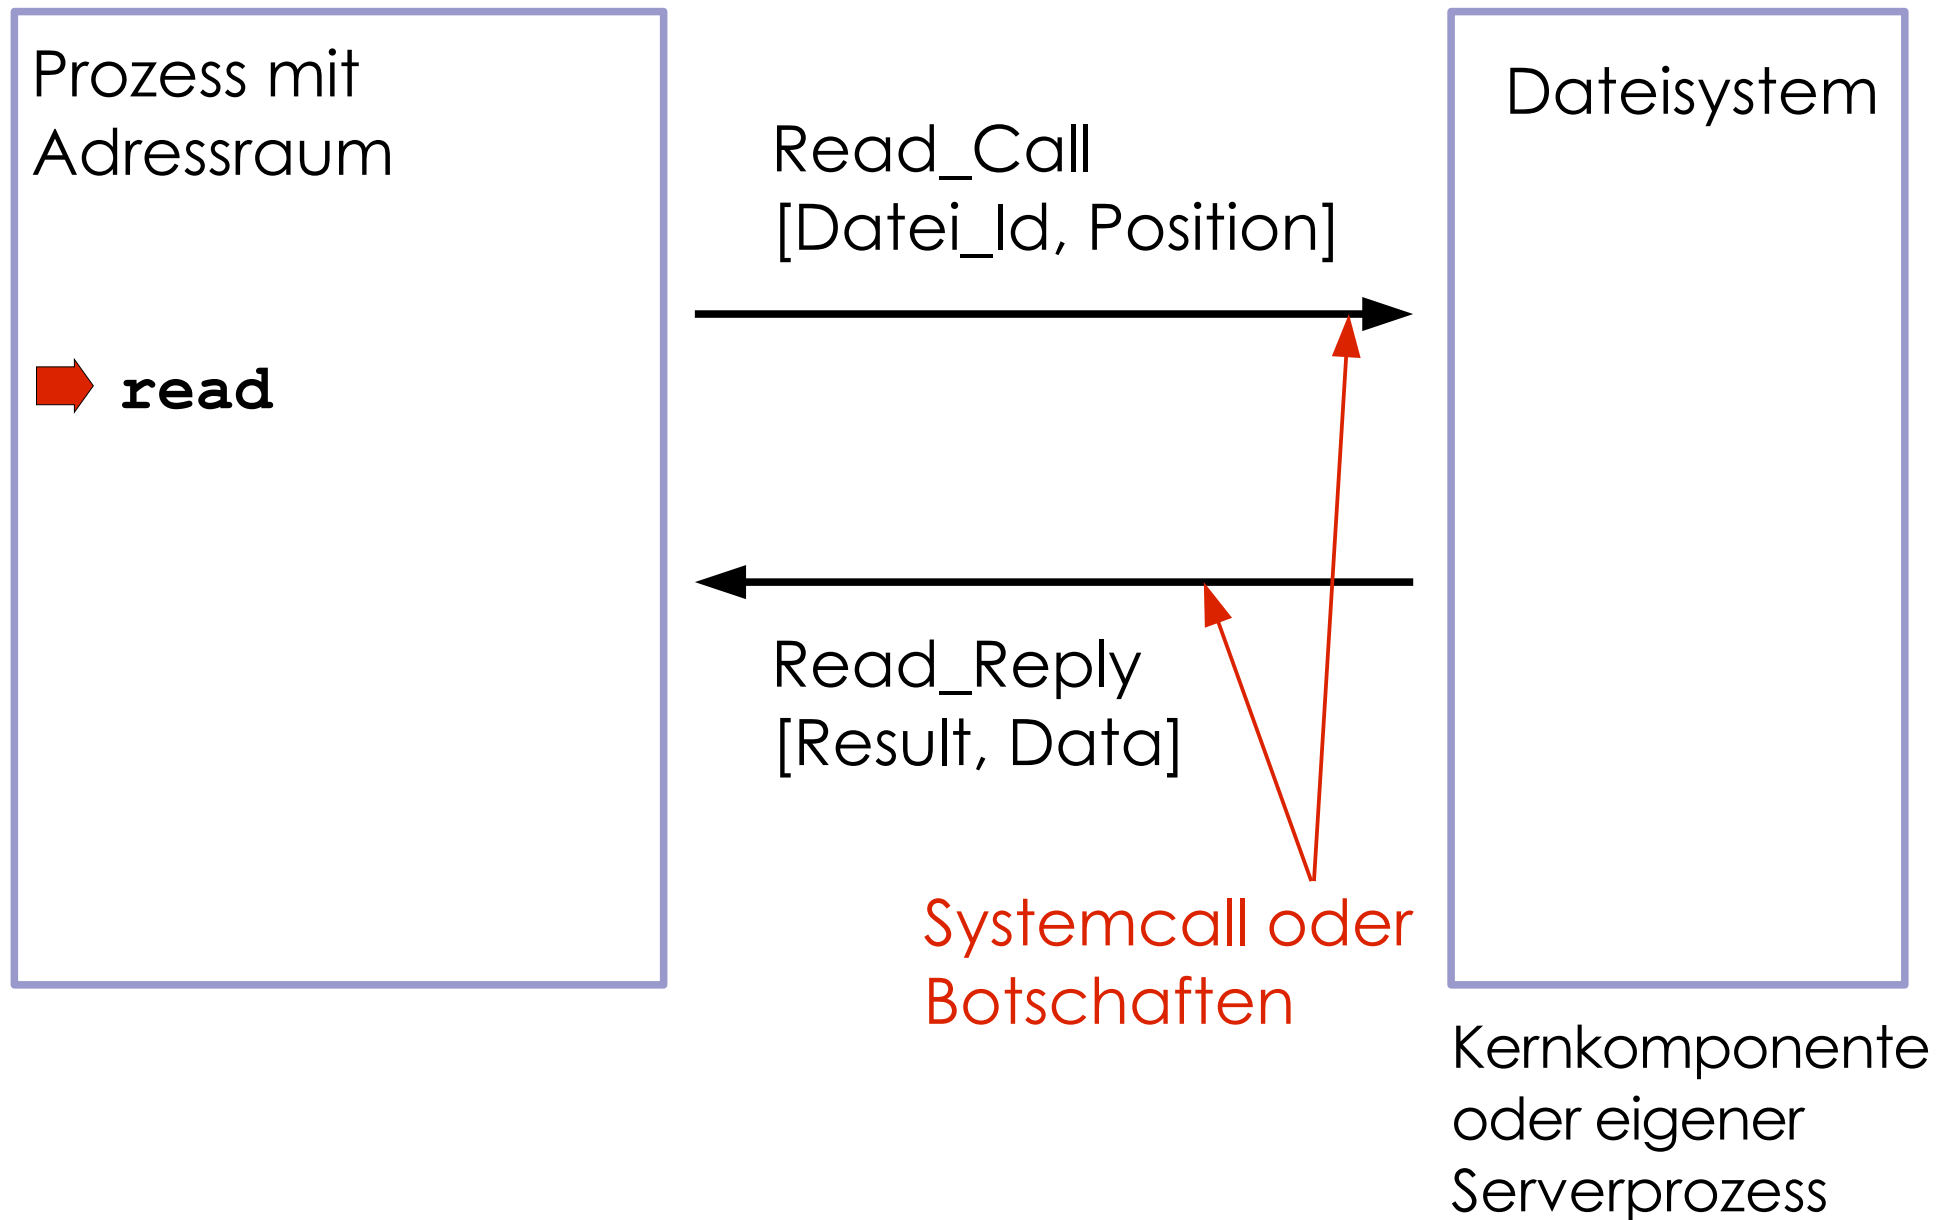 Prozess mit
Adressraum
read
Read_Call
[Datei_Id, Position]
Read_Reply
[Result, Data]
Systemcall oder
Botschaften
Dateisystem
Kernkomponente
oder eigener
Serverprozess